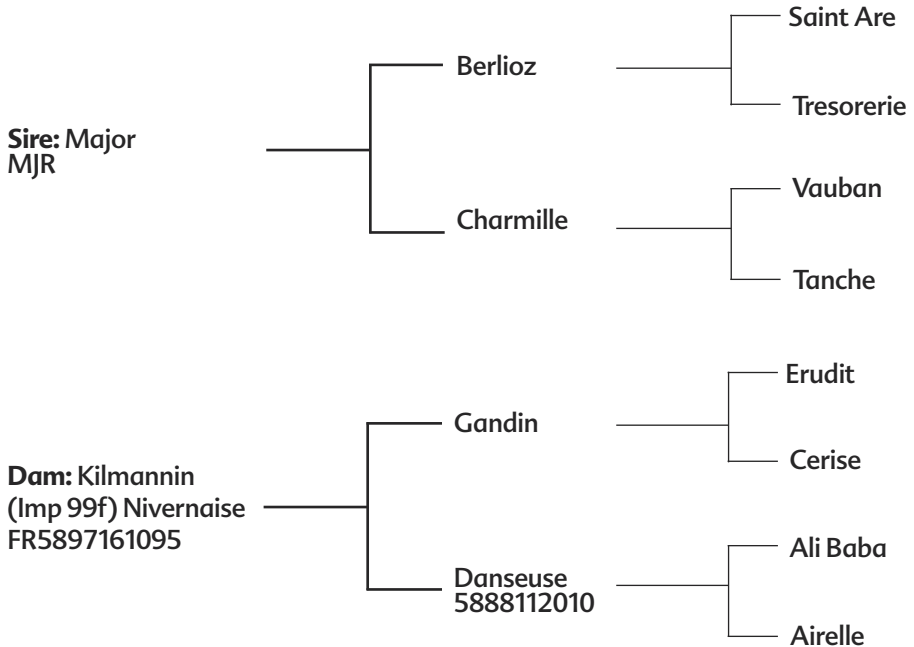 Sire: Major
MJR
Berlioz
Saint Are
Tresorerie
Charmille
Vauban
Tanche
Dam: Kilmannin
(Imp 99f) Nivernaise
FR5897161095
Gandin
Erudit
Cerise
Danseuse
5888112010
Ali Baba
Airelle